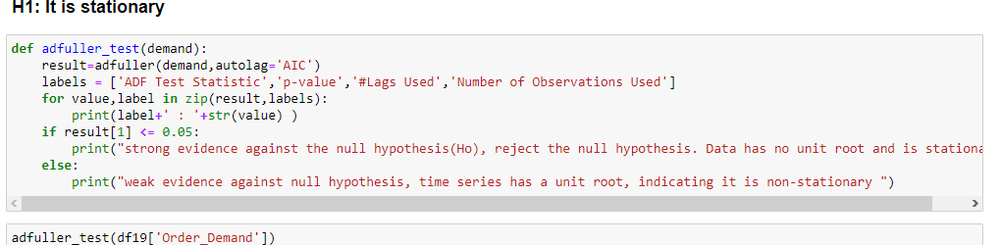 H1: It is stationary
def adfuller_test(demand):
    result=adfuller(demand,autolag='AIC')
    labels = ['ADF Test Statistic','p-value','#Lags Used','Number of Observations Used']
    for value,label in zip(result,labels):
        print(label+' : '+str(value) )
    if result[1] <= 0.05:
        print("strong evidence against the null hypothesis(Ho), reject the null hypothesis. Data has no unit root and is stationa
    else:
        print("weak evidence against null hypothesis, time series has a unit root, indicating it is non-stationary ")
adfuller_test(df19['Order_Demand'])